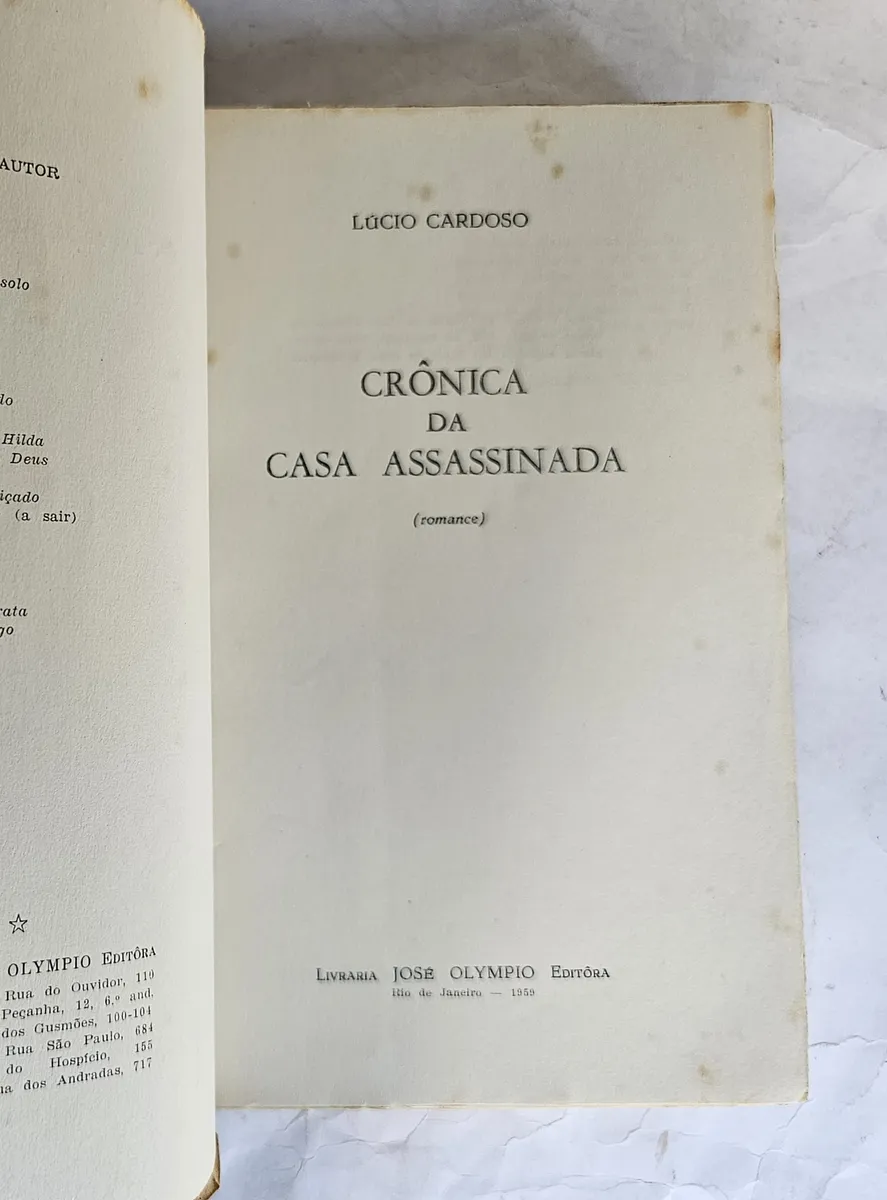 AUTOR
solo
lo
Hilda
Deus
içado
(a sair)
rata
go
OLYMPIO EDITÔRA
Rua do Ouvidor, 110
Peçanha, 12, 6.º and.
dos Gusmões, 100-104
Rua São Paulo, 684
do Hospício, 155
ua dos Andradas, 717
LÚCIO CARDOSO
CRÔNICA
DA
CASA ASSASSINADA
(romance)
LIVRARIA JOSÉ OLYMPIO EDITÔRA
Rio de Janeiro — 1959